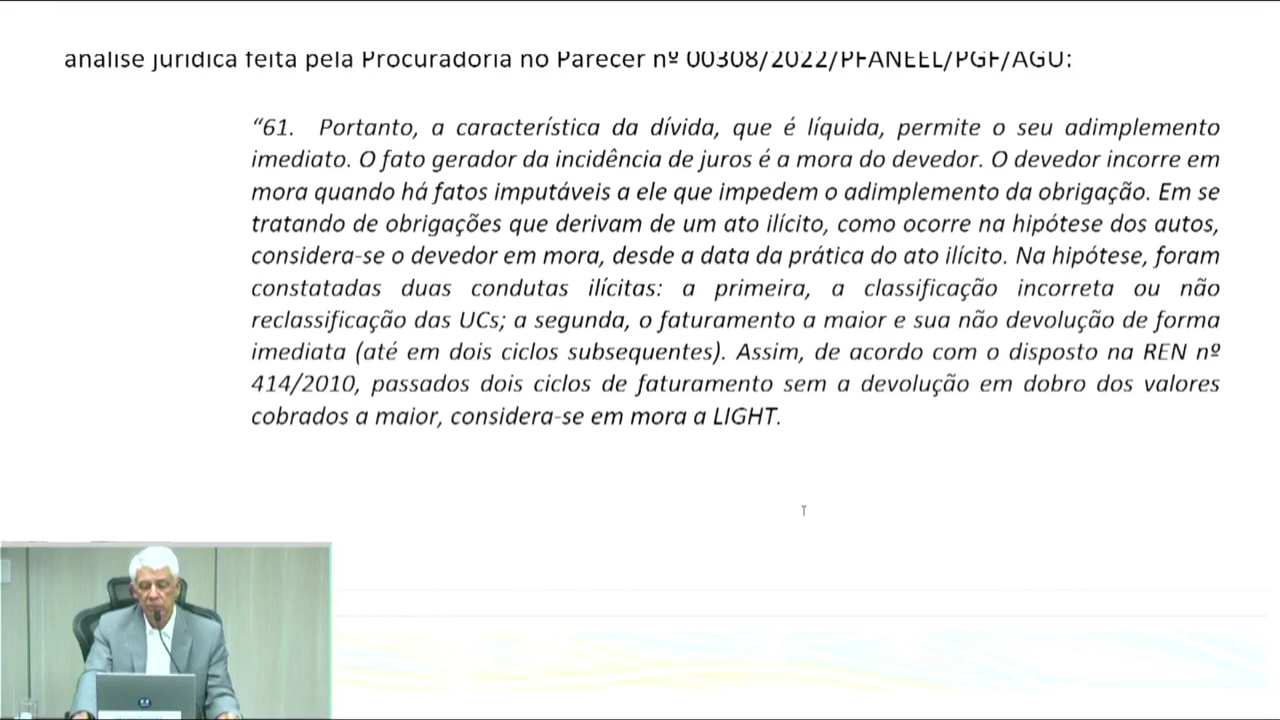 análise jurídica feita pela Procuradoria no Parecer nº 00308/2022/PFANEEL/PGF/AGU:
“61. Portanto, a característica da dívida, que é líquida, permite o seu adimplemento
imediato. O fato gerador da incidência de juros é a mora do devedor. O devedor incorre em
mora quando há fatos imputáveis a ele que impedem o adimplemento da obrigação. Em se
tratando de obrigações que derivam de um ato ilícito, como ocorre na hipótese dos autos,
considera-se o devedor em mora, desde a data da prática do ato ilícito. Na hipótese, foram
constatadas duas condutas ilícitas: a primeira, a classificação incorreta ou não
reclassificação das UCs; a segunda, o faturamento a maior e sua não devolução de forma
imediata (até em dois ciclos subsequentes). Assim, de acordo com o disposto na REN nº
414/2010, passados dois ciclos de faturamento sem a devolução em dobro dos valores
cobrados a maior, considera-se em mora a LIGHT.